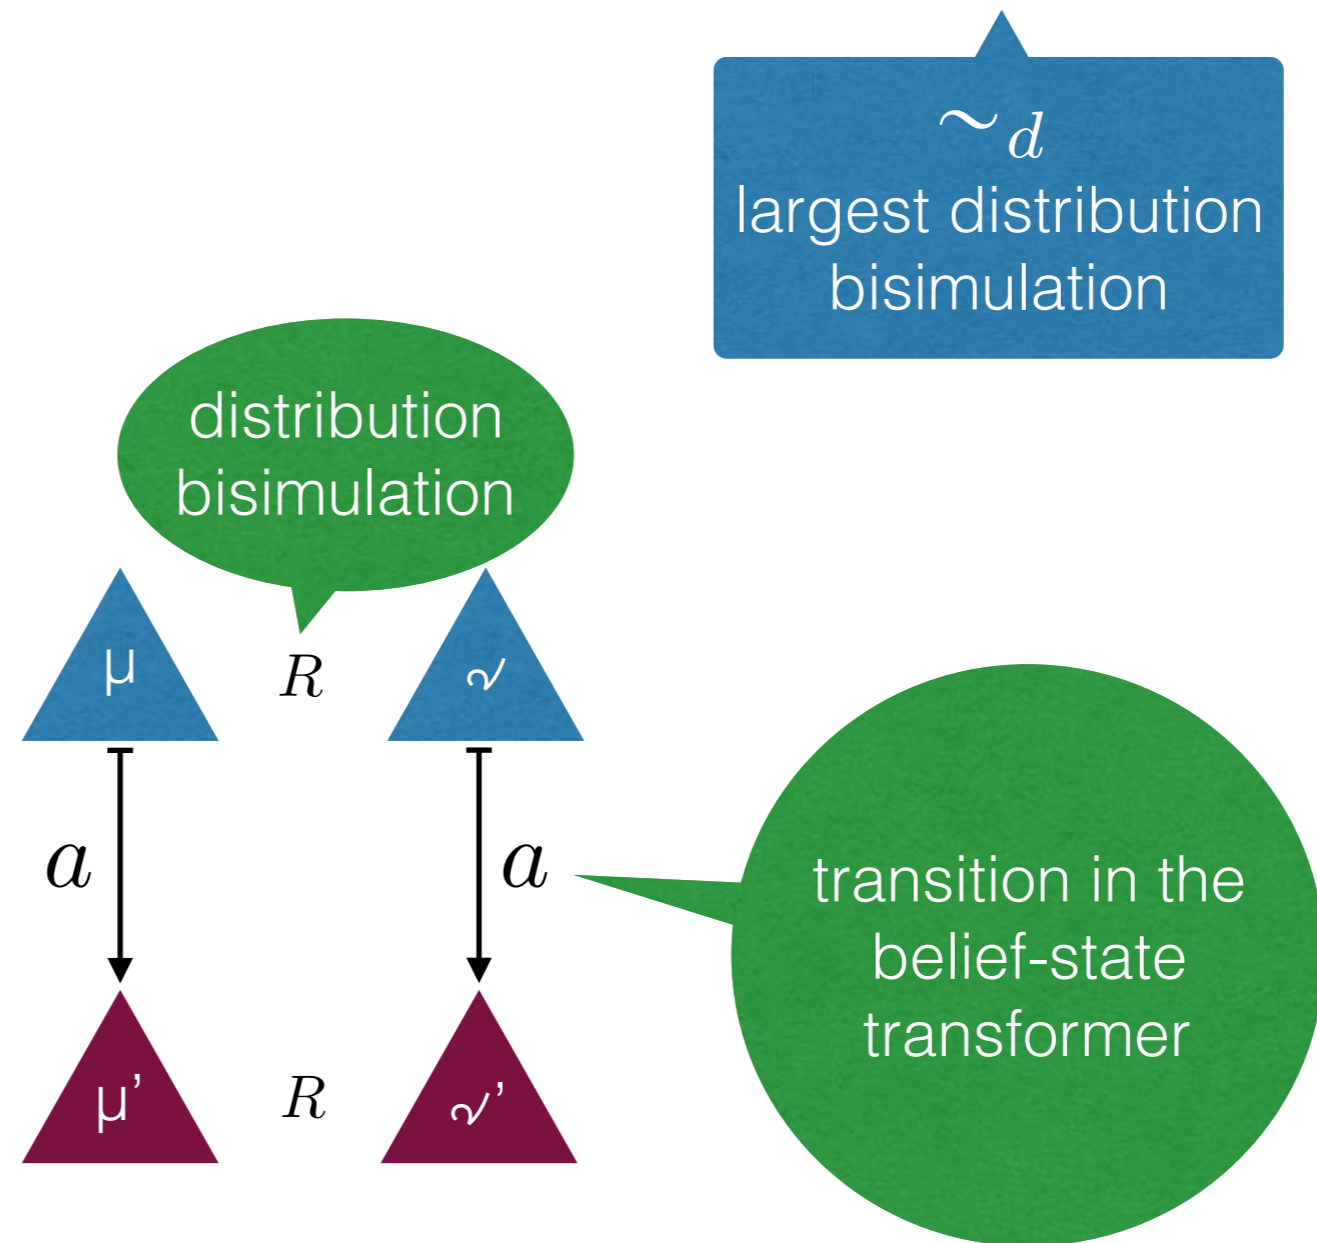 ~d
largest distribution
bisimulation
distribution
bisimulation
μ R ν
a a
transition in the
belief-state
transformer
μ’ R ν’